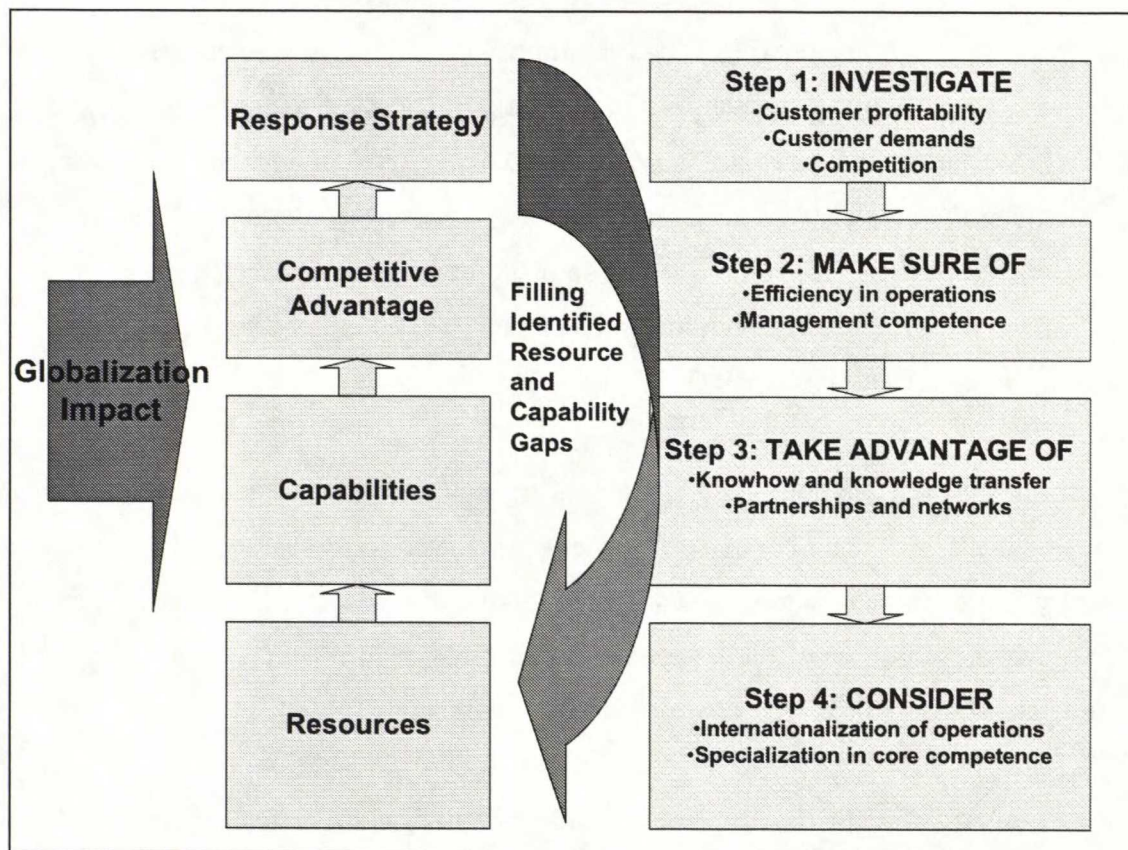 Globalization
Impact
Response Strategy
Competitive
Advantage
Capabilities
Resources
Filling
Identified
Resource
and
Capability
Gaps
Step 1: INVESTIGATE
•Customer profitability
•Customer demands
•Competition
Step 2: MAKE SURE OF
•Efficiency in operations
•Management competence
Step 3: TAKE ADVANTAGE OF
•Knowhow and knowledge transfer
•Partnerships and networks
Step 4: CONSIDER
•Internationalization of operations
•Specialization in core competence